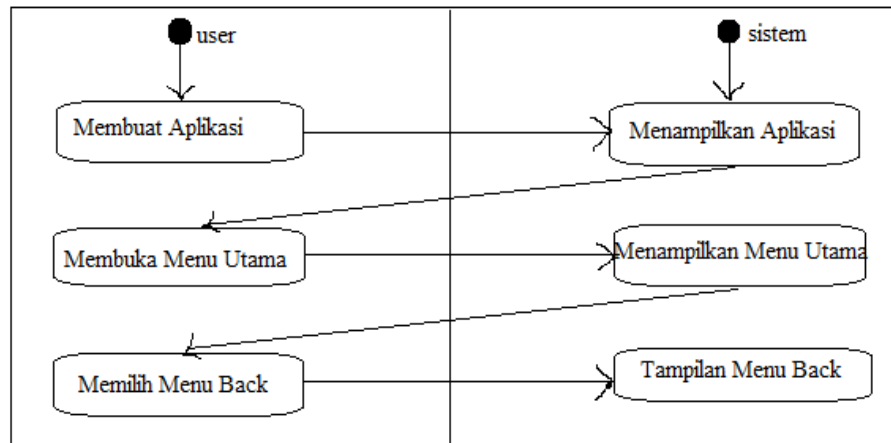 user
sistem
Membuat Aplikasi
Menampilkan Aplikasi
Membuka Menu Utama
Menampilkan Menu Utama
Memilih Menu Back
Tampilan Menu Back